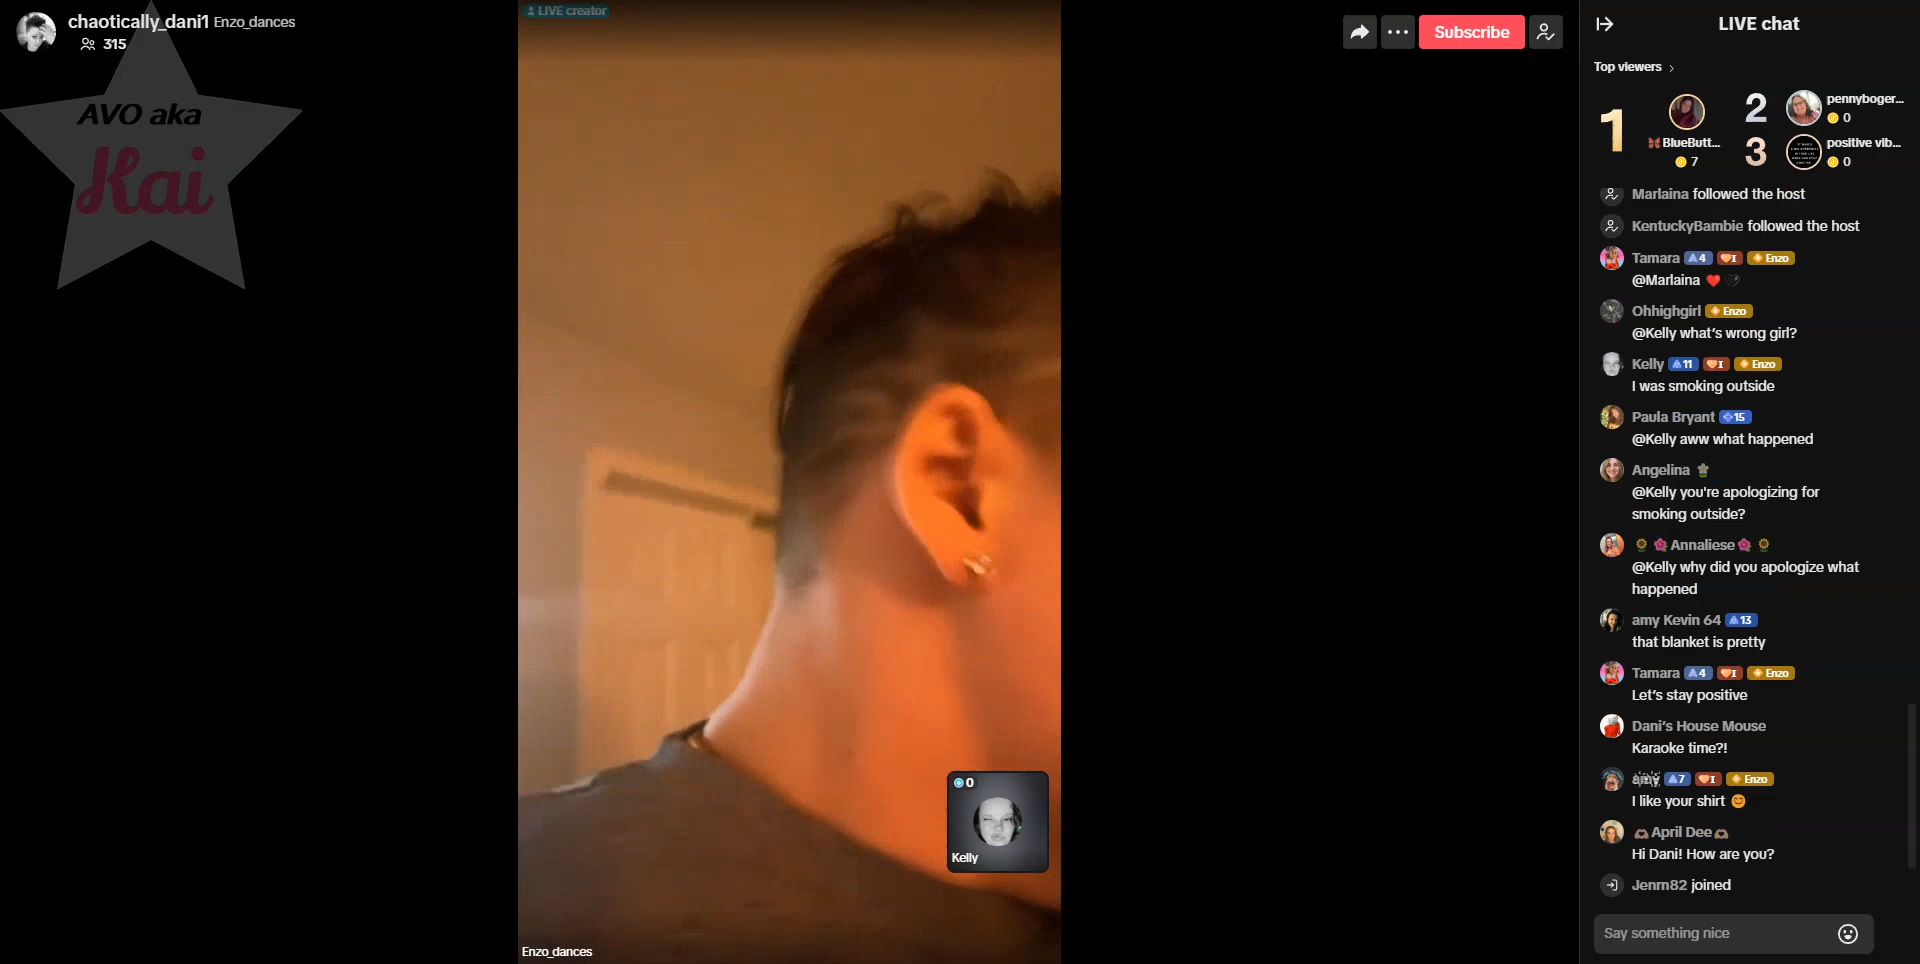 chaotically_dani1 Enzo_dances
315
AVO aka
Kai
LIVE creator
Subscribe
LIVE chat
Top viewers
1
BlueButt...
7
2
pennyboger...
0
3
positive vib...
0
Marlaina followed the host
KentuckyBambie followed the host
Tamara 4 I Enzo
@Marlaina
Ohhighgirl Enzo
@Kelly what's wrong girl?
Kelly 11 I Enzo
I was smoking outside
Paula Bryant 15
@Kelly aww what happened
Angelina
@Kelly you're apologizing for
smoking outside?
Annaliese
@Kelly why did you apologize what
happened
amy Kevin 64 13
that blanket is pretty
Tamara 4 I Enzo
Let's stay positive
Dani's House Mouse
Karaoke time?!
amy 7 I Enzo
I like your shirt
April Dee
Hi Dani! How are you?
Jenm82 joined
Say something nice
0
Kelly
Enzo_dances